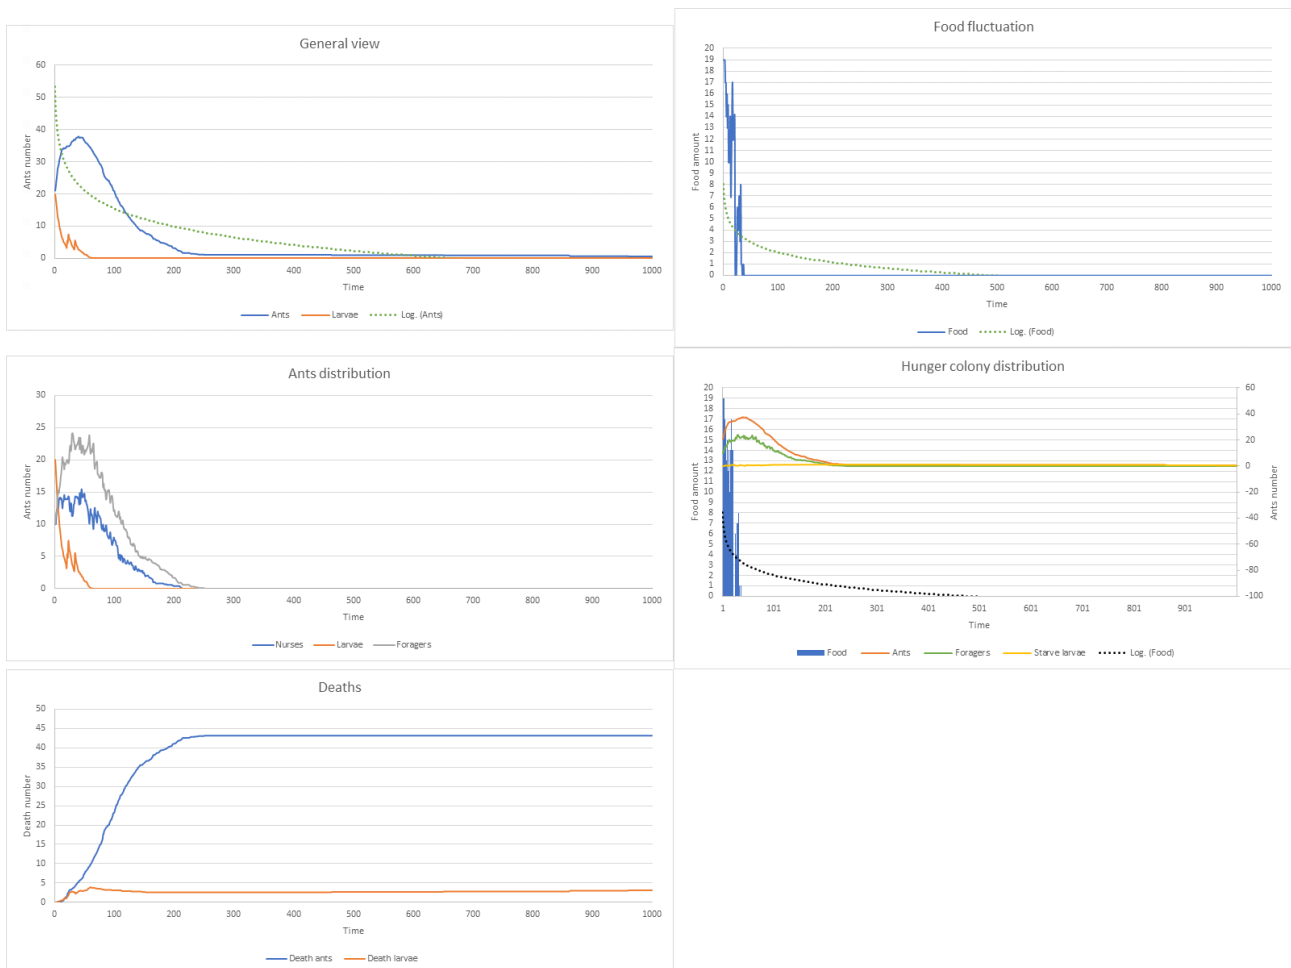 General view
60
50
40
30
20
10
0
Ants number
0 100 200 300 400 500 600 700 800 900 1000
Time
Ants Larvae Log. (Ants)
Food fluctuation
20
19
18
17
16
15
14
13
12
11
10
9
8
7
6
5
4
3
2
1
0
Food amount
0 100 200 300 400 500 600 700 800 900 1000
Time
Food Log. (Food)
Ants distribution
30
25
20
15
10
5
0
Ants number
0 100 200 300 400 500 600 700 800 900 1000
Time
Nurses Larvae Foragers
Hunger colony distribution
20
19
18
17
16
15
14
13
12
11
10
9
8
7
6
5
4
3
2
1
0
Food amount
60
40
20
0
-20
-40
-60
-80
-100
Ants number
1 101 201 301 401 501 601 701 801 901
Time
Food Ants Foragers Starve larvae Log. (Food)
Deaths
50
45
40
35
30
25
20
15
10
5
0
Death number
0 100 200 300 400 500 600 700 800 900 1000
Time
Death ants Death larvae